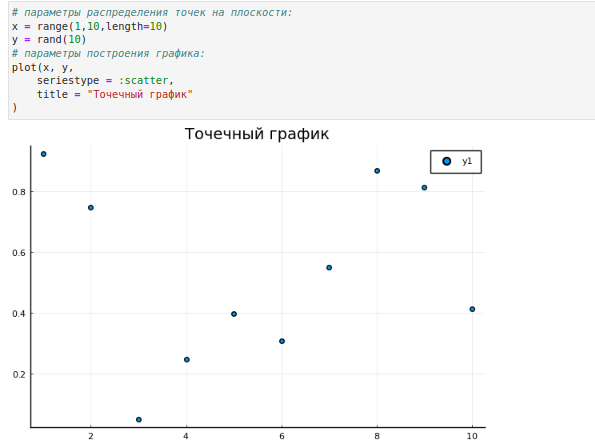 # параметры распределения точек на плоскости:
x = range(1,10,length=10)
y = rand(10)
# параметры построения графика:
plot(x, y,
    seriestype = :scatter,
    title = "Точечный график"
)
Точечный график
y1
0.8
0.6
0.4
0.2
2 4 6 8 10